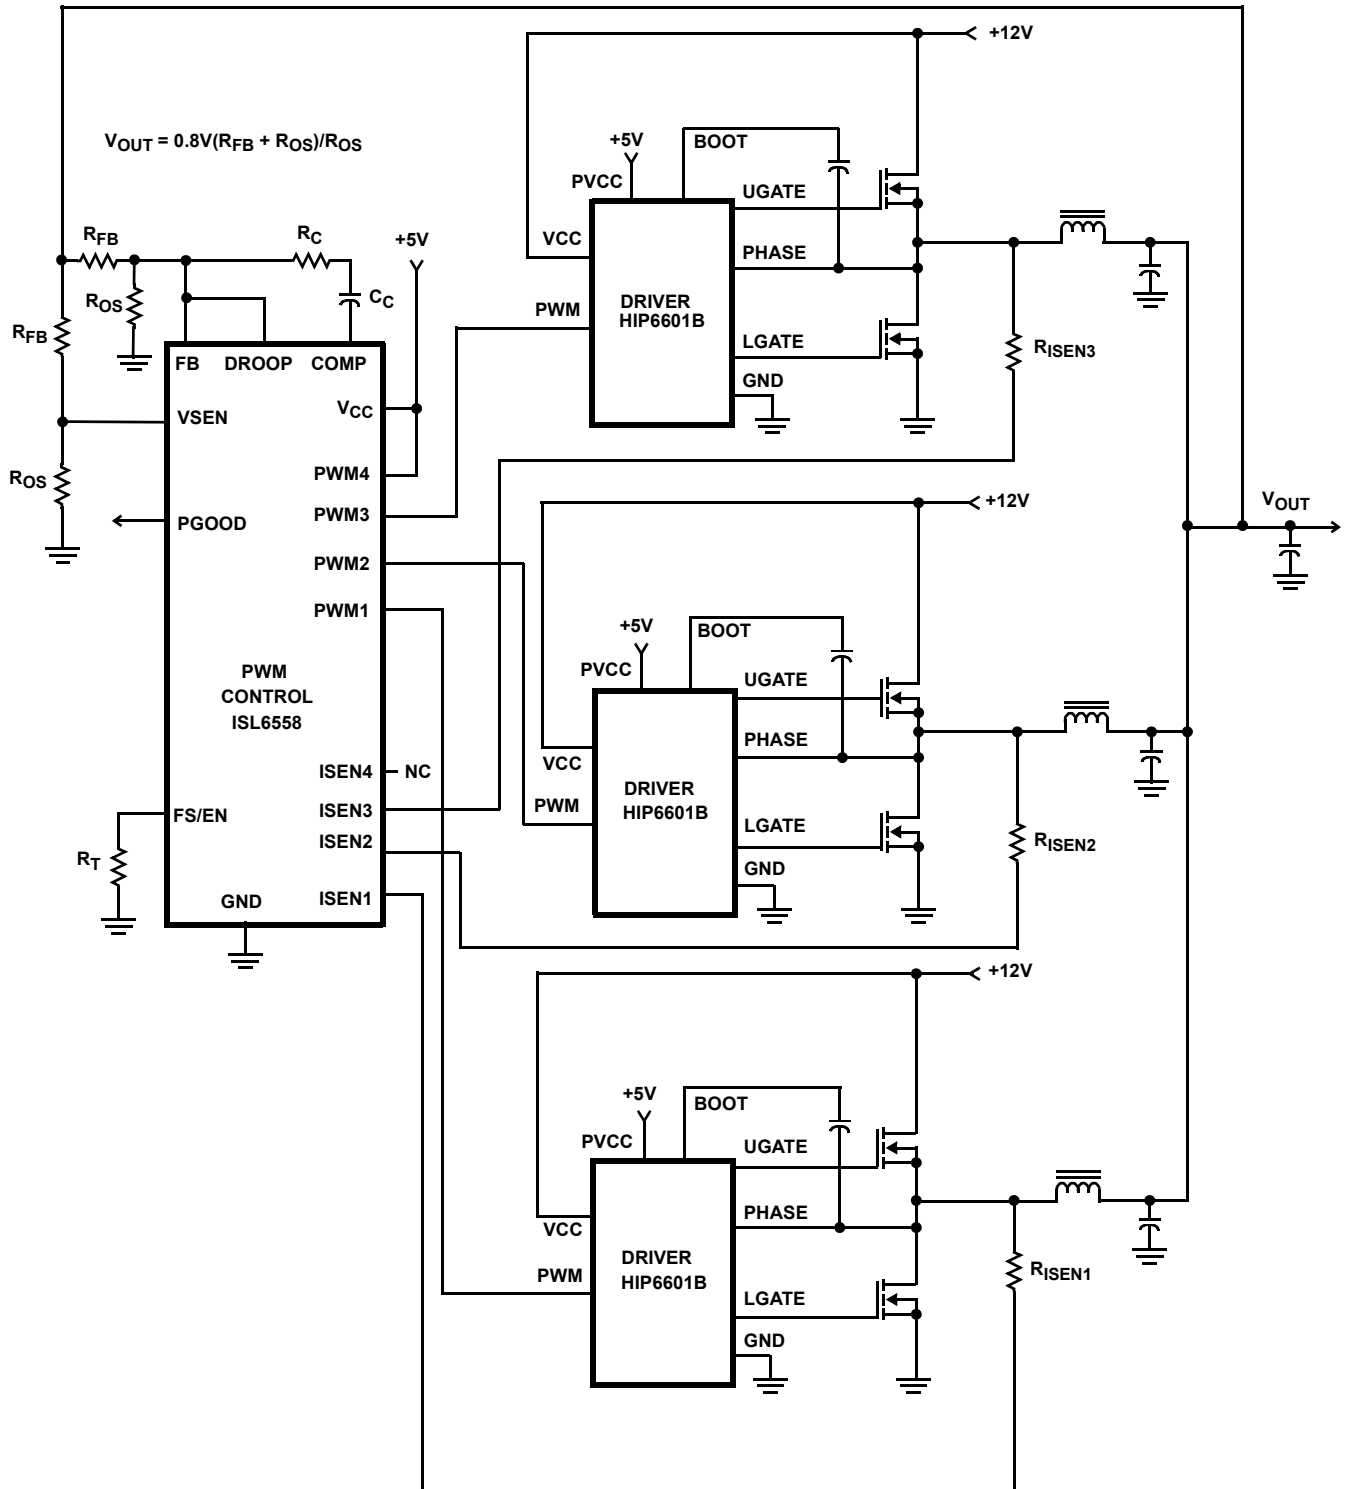 +12V
VOUT = 0.8V(RFB + ROS)/ROS
+5V
BOOT
PVCC
UGATE
RFB
RC
+5V
VCC
PHASE
ROS
CC
DRIVER
HIP6601B
PWM
RFB
LGATE
RISEN3
FB
DROOP
COMP
GND
VCC
VSEN
PWM4
ROS
PWM3
+12V
VOUT
PGOOD
PWM2
PWM1
+5V
BOOT
PWM
CONTROL
ISL6558
PVCC
UGATE
PHASE
VCC
ISEN4
NC
DRIVER
HIP6601B
ISEN3
PWM
FS/EN
LGATE
ISEN2
RISEN2
RT
GND
GND
ISEN1
+12V
+5V
BOOT
PVCC
UGATE
PHASE
VCC
DRIVER
HIP6601B
PWM
RISEN1
LGATE
GND